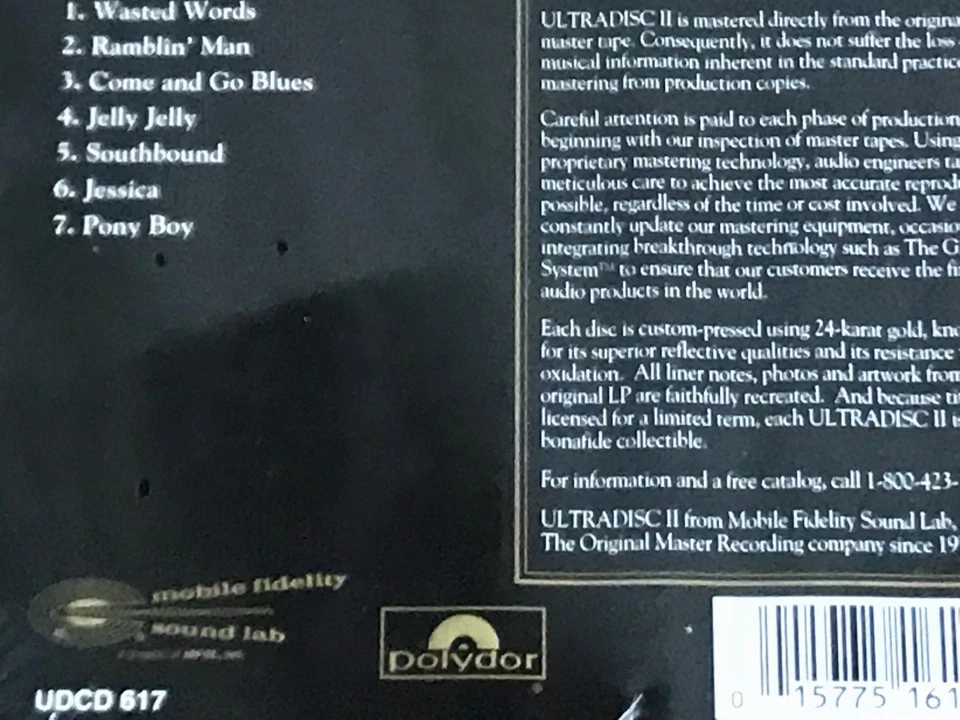 1. Wasted Words
2. Ramblin' Man
3. Come and Go Blues
4. Jelly Jelly
5. Southbound
6. Jessica
7. Pony Boy
ULTRADISC II is mastered directly from the origina
master tape. Consequently, it does not suffer the loss
musical information inherent in the standard practice
mastering from production copies.
Careful attention is paid to each phase of production
beginning with our inspection of master tapes. Using
proprietary mastering technology, audio engineers ta
meticulous care to achieve the most accurate reprod
possible, regardless of the time or cost involved. We
constantly update our mastering equipment, occasio
integrating breakthrough technology such as The G
System™ to ensure that our customers receive the fi
audio products in the world.
Each disc is custom-pressed using 24-karat gold, kno
for its superior reflective qualities and its resistance
oxidation. All liner notes, photos and artwork from
original LP are faithfully recreated. And because tit
licensed for a limited term, each ULTRADISC II is
bonafide collectible.
For information and a free catalog, call 1-800-423-
ULTRADISC II from Mobile Fidelity Sound Lab,
The Original Master Recording company since 19
mobile fidelity
sound lab
polydor
UDCD 617
0 15775 161